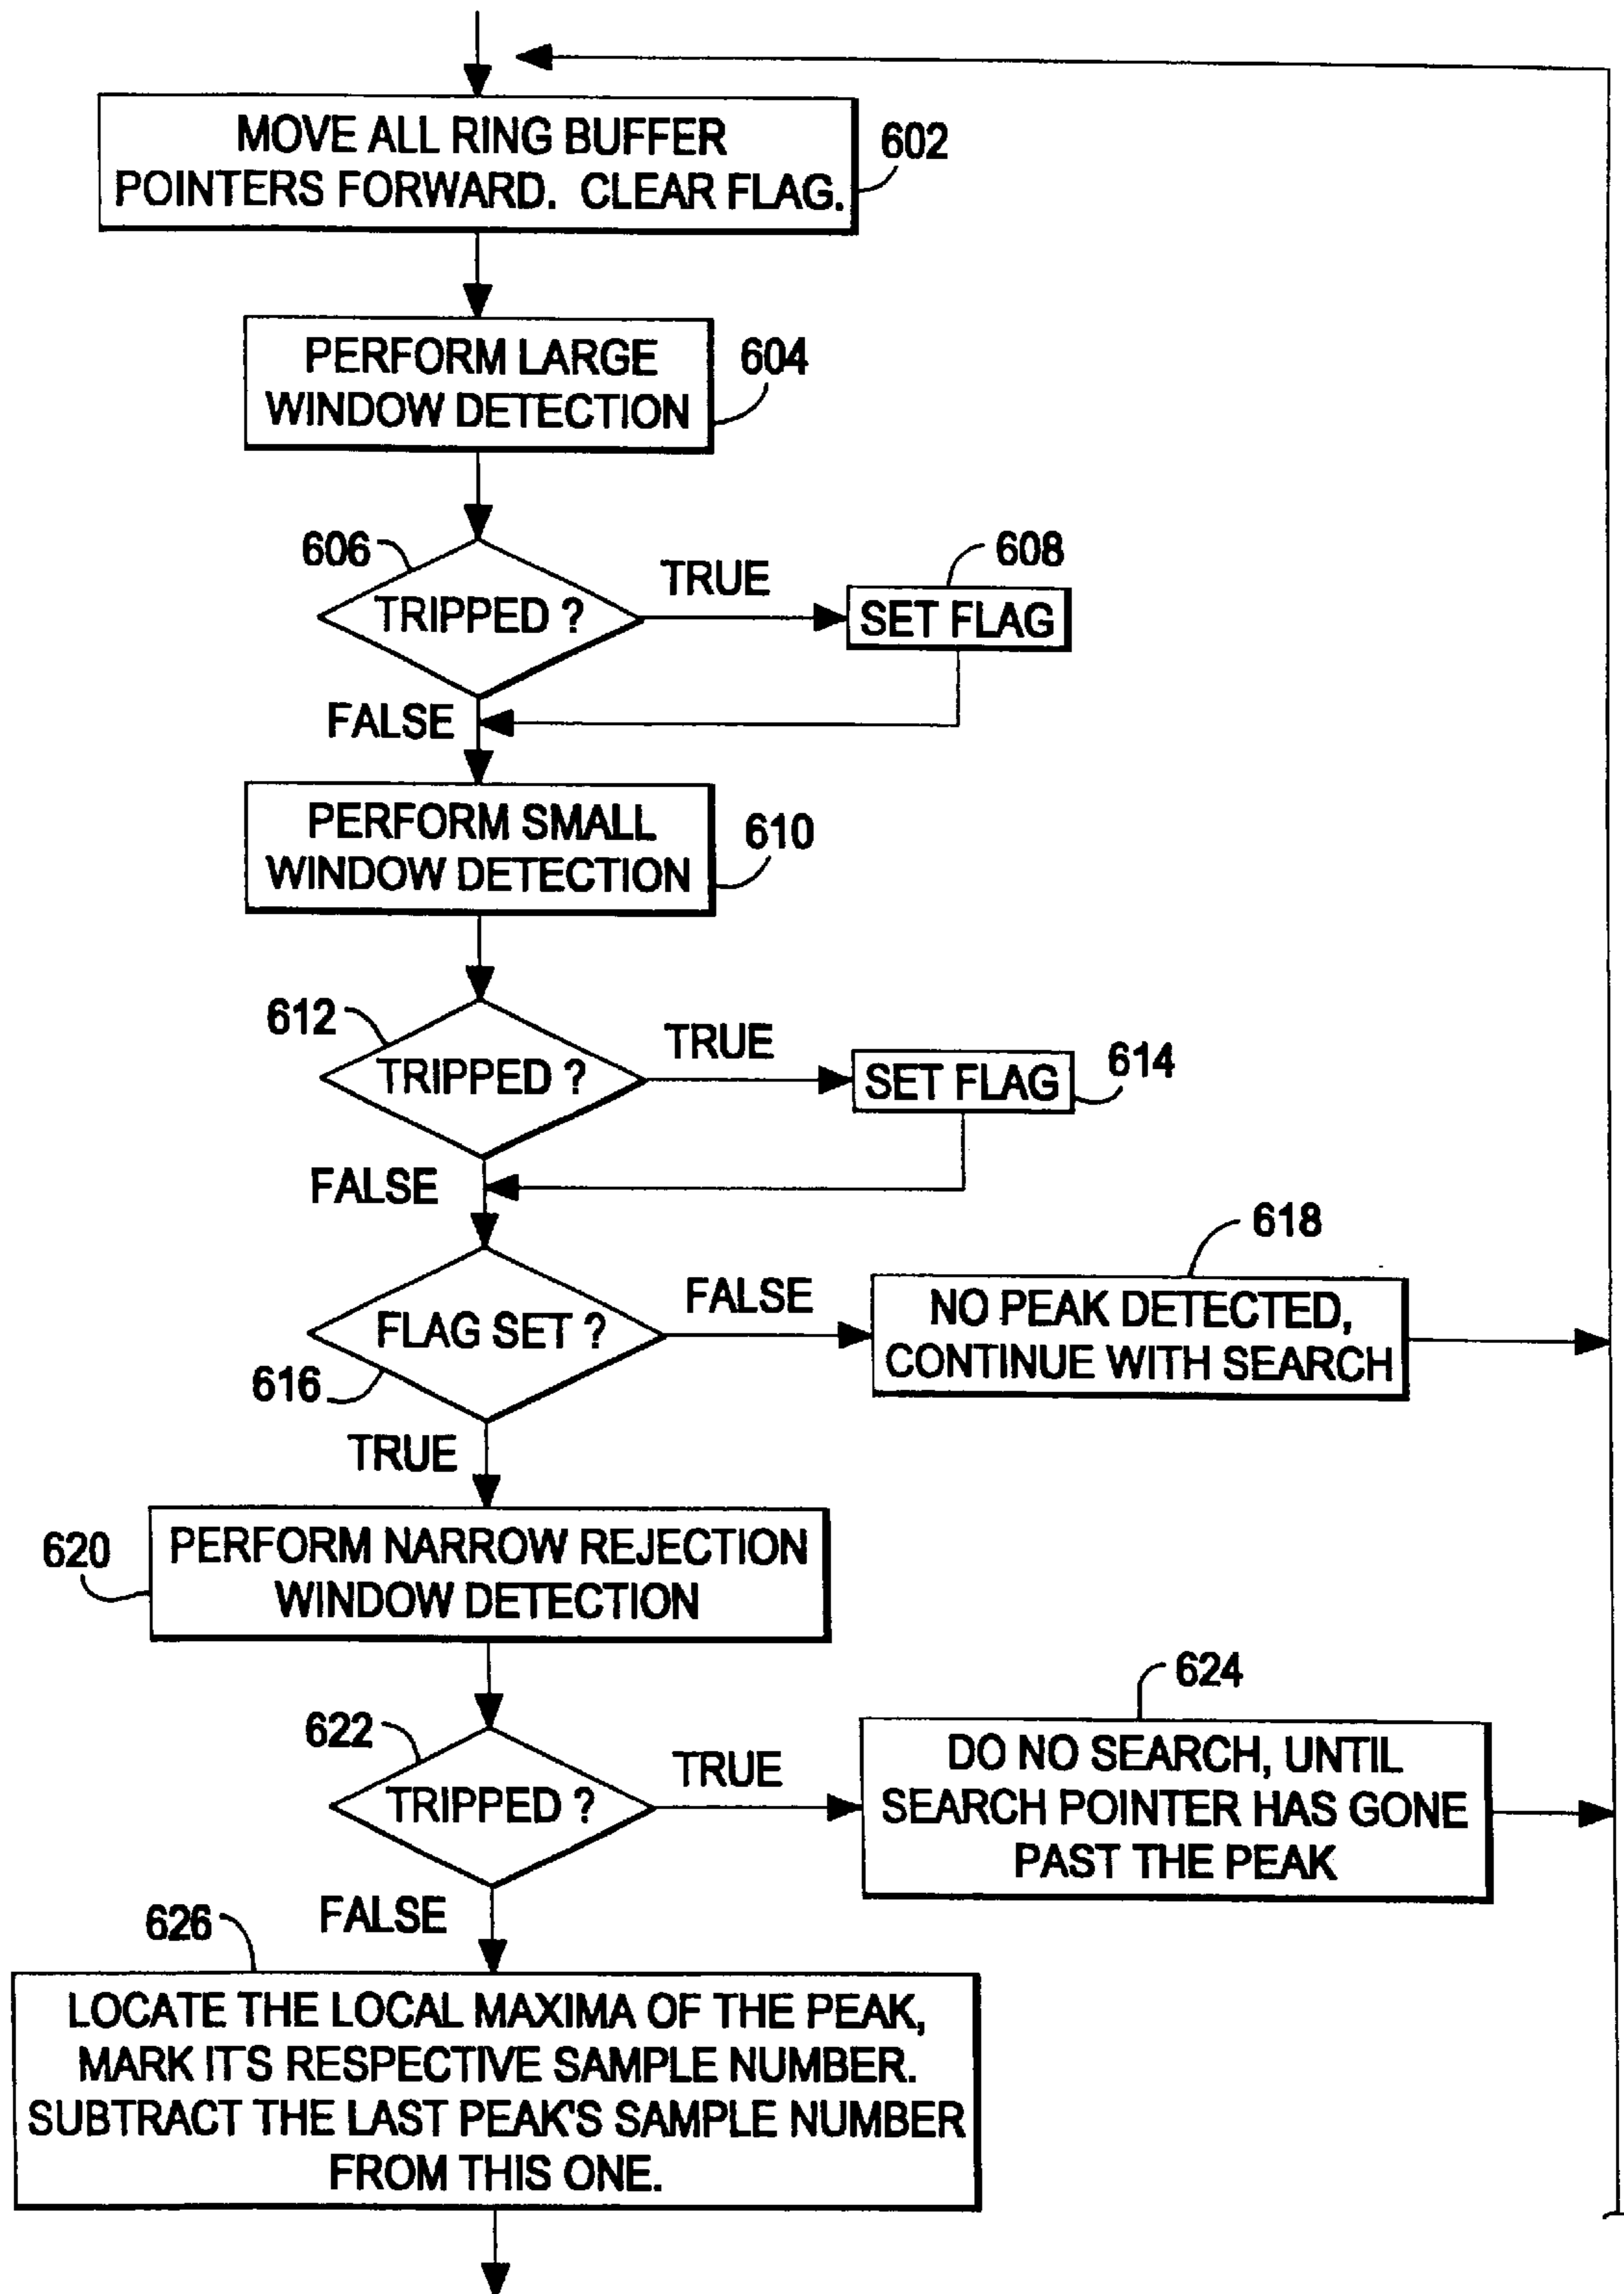 MOVE ALL RING BUFFER
POINTERS FORWARD. CLEAR FLAG.
602
PERFORM LARGE
WINDOW DETECTION
604
606
TRIPPED ?
TRUE
608
SET FLAG
FALSE
PERFORM SMALL
WINDOW DETECTION
610
612
TRIPPED ?
TRUE
SET FLAG
614
FALSE
618
FLAG SET ?
FALSE
NO PEAK DETECTED,
CONTINUE WITH SEARCH
616
TRUE
620
PERFORM NARROW REJECTION
WINDOW DETECTION
624
622
TRIPPED ?
TRUE
DO NO SEARCH, UNTIL
SEARCH POINTER HAS GONE
PAST THE PEAK
FALSE
626
LOCATE THE LOCAL MAXIMA OF THE PEAK,
MARK IT'S RESPECTIVE SAMPLE NUMBER.
SUBTRACT THE LAST PEAK'S SAMPLE NUMBER
FROM THIS ONE.